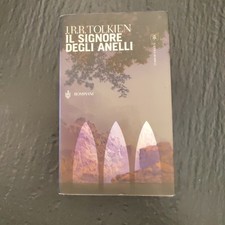 J.R.R. TOLKIEN
IL SIGNORE
DEGLI ANELLI
BOMPIANI